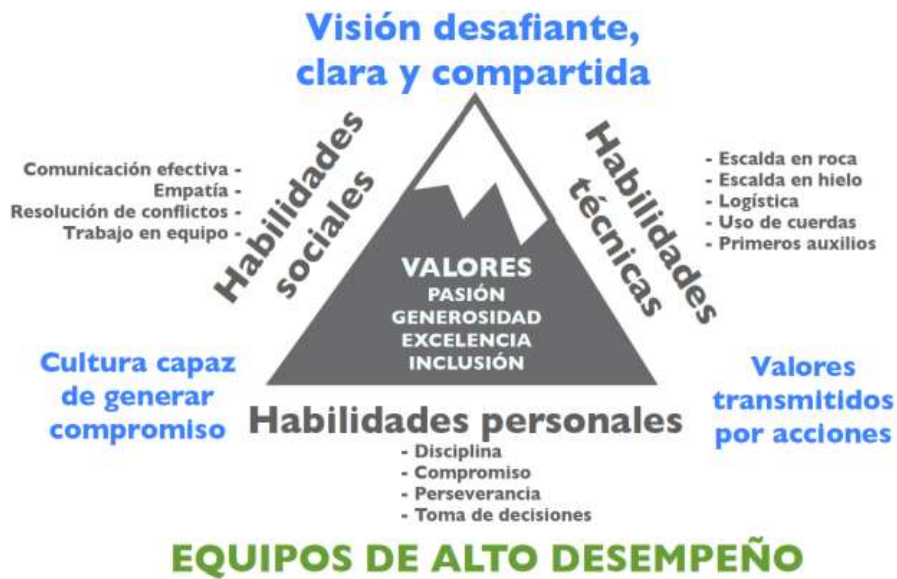 Visión desafiante,
clara y compartida
Habilidades
sociales
Comunicación efectiva -
Empatía -
Resolución de conflictos -
Trabajo en equipo -
Habilidades
técnicas
- Escalda en roca
- Escalda en hielo
- Logística
- Uso de cuerdas
- Primeros auxilios
VALORES
PASIÓN
GENEROSIDAD
EXCELENCIA
INCLUSIÓN
Cultura capaz
de generar
compromiso
Valores
transmitidos
por acciones
Habilidades personales
- Disciplina
- Compromiso
- Perseverancia
- Toma de decisiones
EQUIPOS DE ALTO DESEMPEÑO